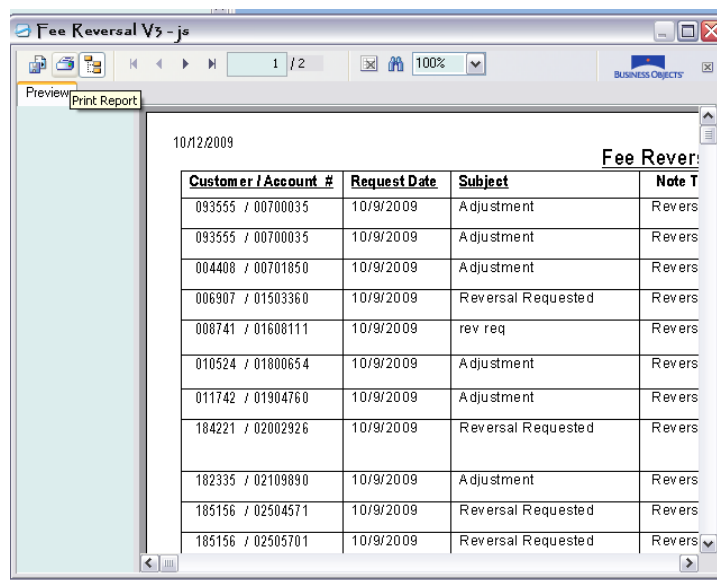 Fee Reversal V3 - js
1 / 2 100%
BUSINESS OBJECTS
Preview
Print Report
10/12/2009
Fee Revers
Customer / Account # Request Date Subject Note T
093555 / 00700035 10/9/2009 Adjustment Revers
093555 / 00700035 10/9/2009 Adjustment Revers
004408 / 00701850 10/9/2009 Adjustment Revers
006907 / 01503360 10/9/2009 Reversal Requested Revers
008741 / 01608111 10/9/2009 rev req Revers
010524 / 01800654 10/9/2009 Adjustment Revers
011742 / 01904760 10/9/2009 Adjustment Revers
184221 / 02002926 10/9/2009 Reversal Requested Revers
182335 / 02109890 10/9/2009 Adjustment Revers
185156 / 02504571 10/9/2009 Reversal Requested Revers
185156 / 02505701 10/9/2009 Reversal Requested Revers